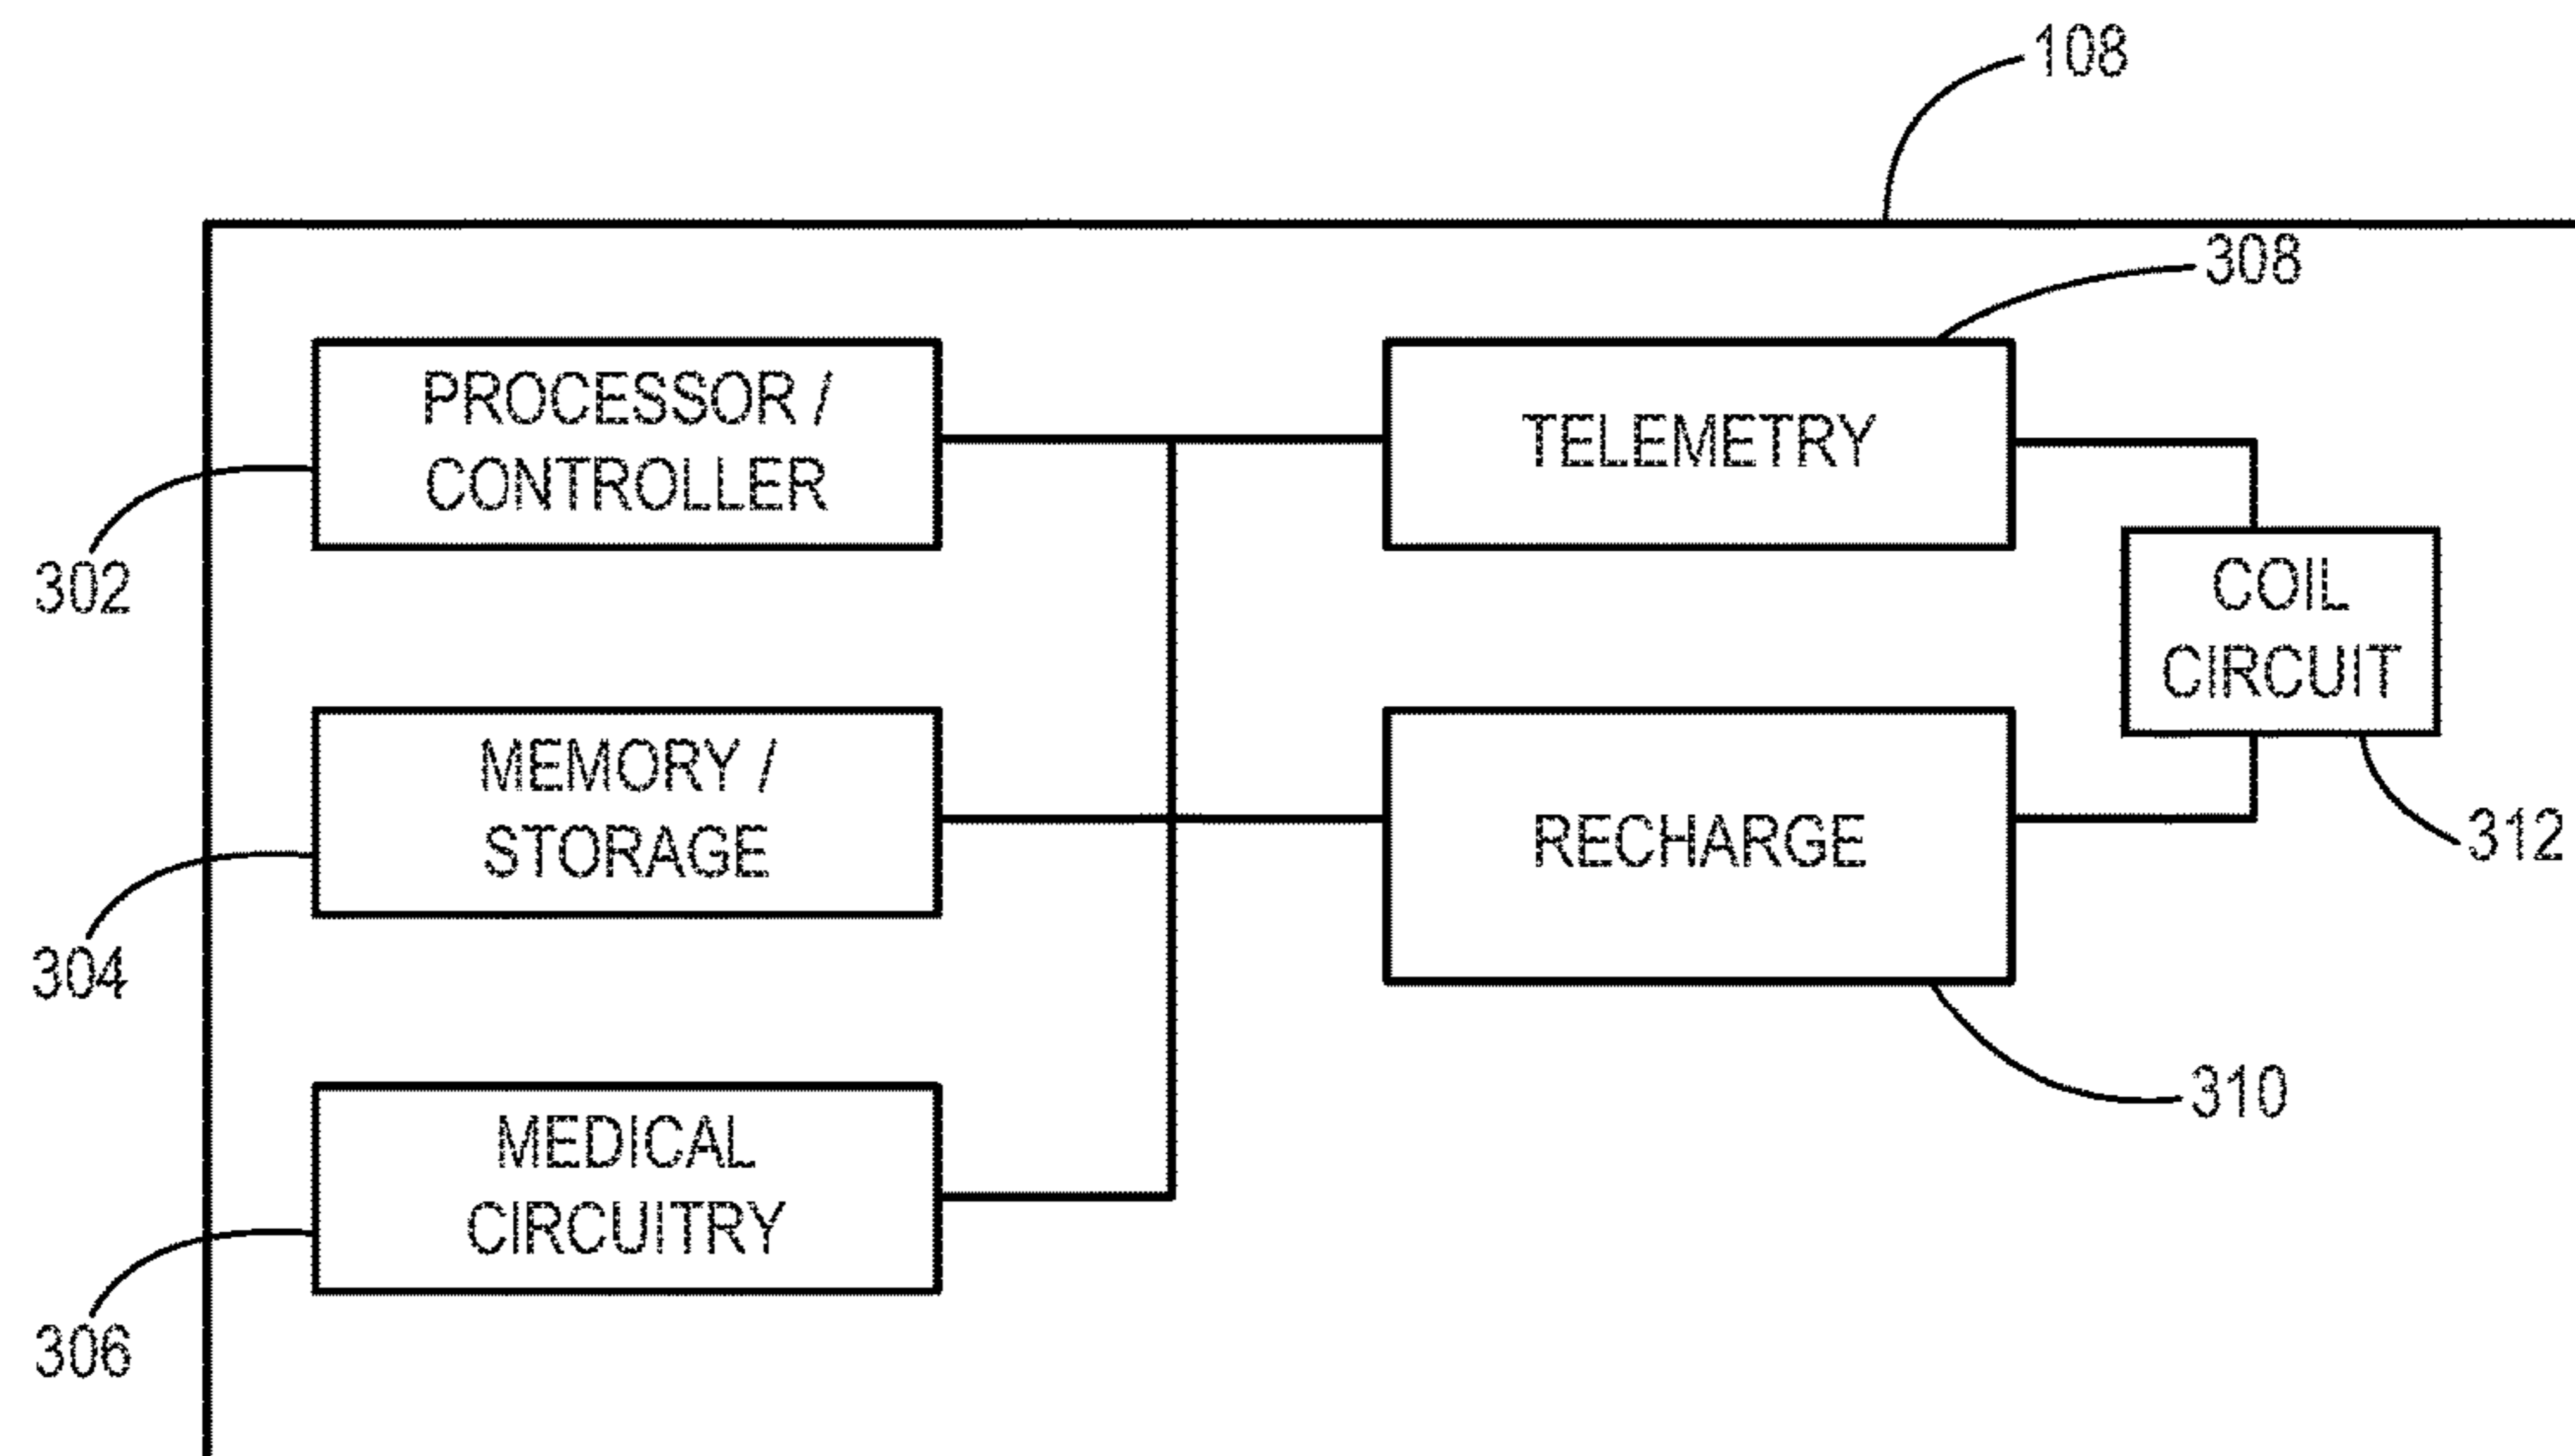 108
308
PROCESSOR /
CONTROLLER
TELEMETRY
302
COIL
CIRCUIT
MEMORY /
STORAGE
RECHARGE
312
304
310
MEDICAL
CIRCUITRY
306